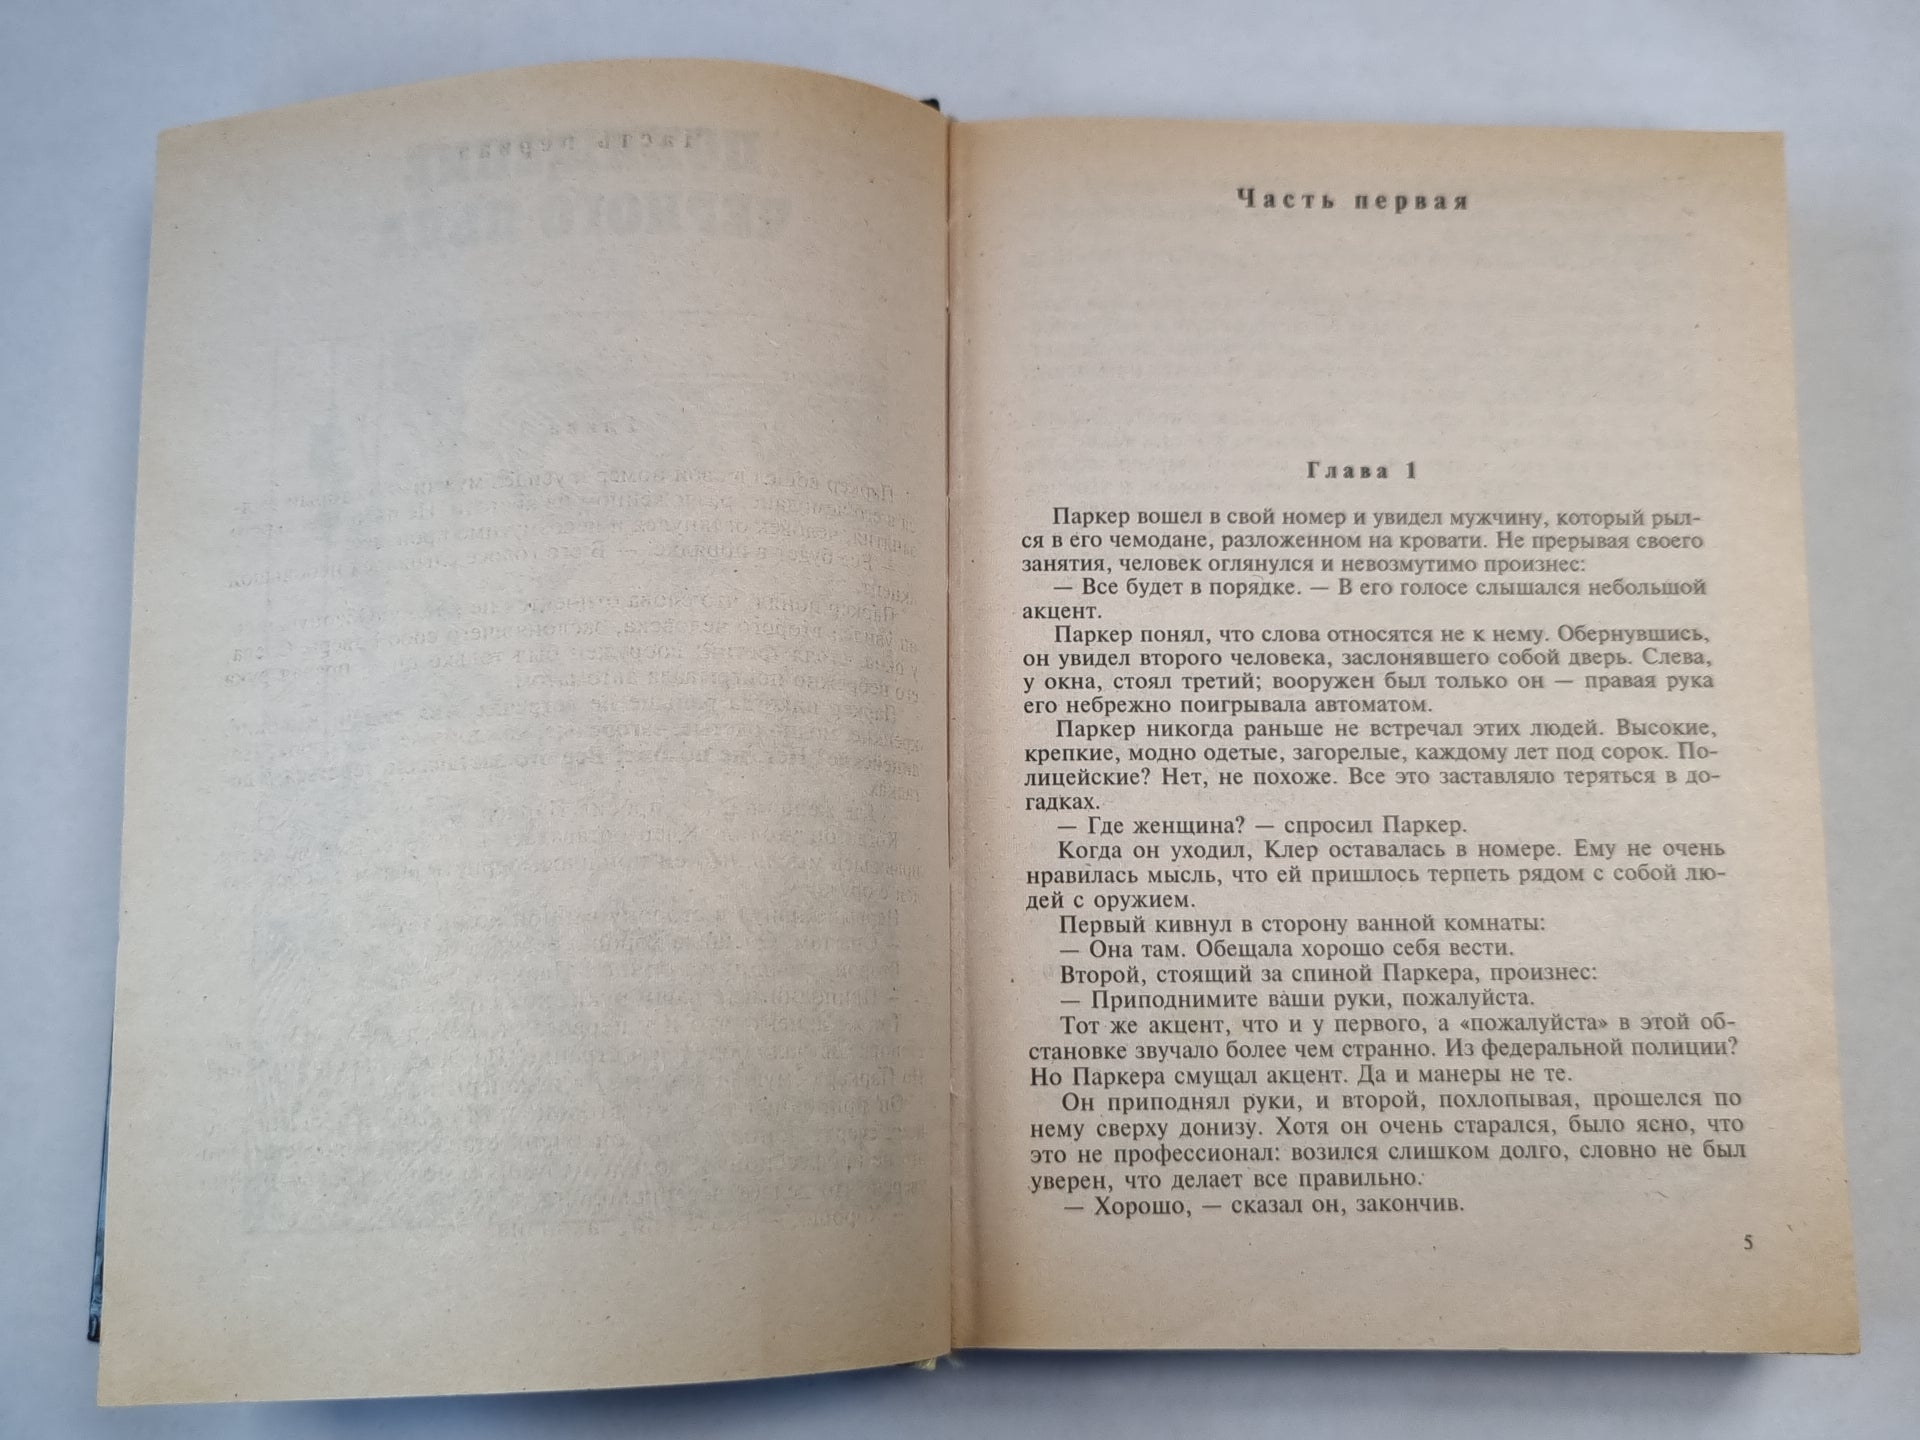 Часть первая
Глава 1
Паркер вошел в свой номер и увидел мужчину, который рыл-
ся в его чемодане, разложенном на кровати. Не прерывая своего
занятия, человек оглянулся и невозмутимо произнес:
— Все будет в порядке. — В его голосе слышался небольшой
акцент.
Паркер понял, что слова относятся не к нему. Обернувшись,
он увидел второго человека, заслонявшего собой дверь. Слева,
у окна, стоял третий; вооружен был только он — правая рука
его небрежно поигрывала автоматом.
Паркер никогда раньше не встречал этих людей. Высокие,
крепкие, модно одетые, загорелые, каждому лет под сорок. По-
лицейские? Нет, не похоже. Все это заставляло теряться в до-
гадках.
— Где женщина? — спросил Паркер.
Когда он уходил, Клер оставалась в номере. Ему не очень
нравилась мысль, что ей пришлось терпеть рядом с собой лю-
дей с оружием.
Первый кивнул в сторону ванной комнаты:
— Она там. Обещала хорошо себя вести.
Второй, стоящий за спиной Паркера, произнес:
— Приподнимите ваши руки, пожалуйста.
Тот же акцент, что и у первого, а «пожалуйста» в этой об-
становке звучало более чем странно. Из федеральной полиции?
Но Паркера смущал акцент. Да и манеры не те.
Он приподнял руки, и второй, похлопывая, прошелся по
нему сверху донизу. Хотя он очень старался, было ясно, что
это не профессионал: возился слишком долго, словно не был
уверен, что делает все правильно.
— Хорошо, — сказал он, закончив.
5